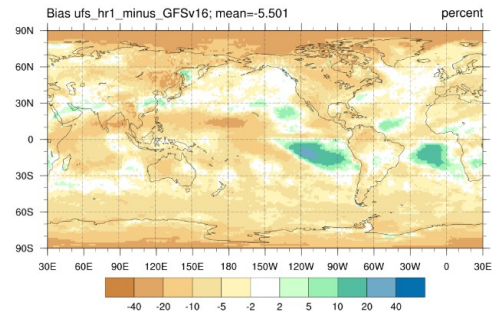 Bias ufs_hr1_minus_GFSv16; mean=-5.501 percent
90N
60N
30N
0
30S
60S
90S
30E 60E 90E 120E 150E 180 150W 120W 90W 60W 30W 0 30E
-40 -20 -10 -5 -2 2 5 10 20 40